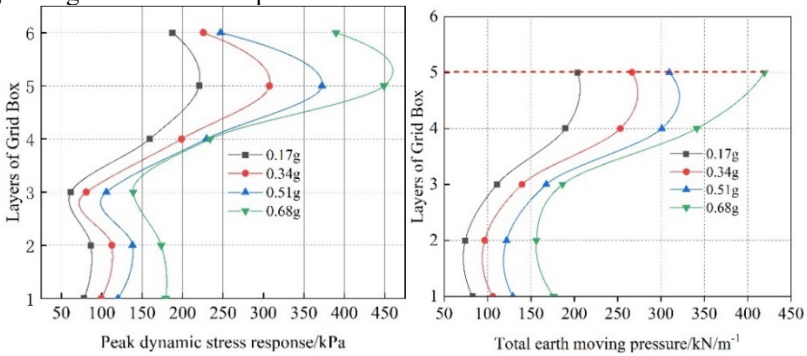 6
5
4
3
2
1
Layers of Grid Box
0.17g
0.34g
0.51g
0.68g
50 100 150 200 250 300 350 400 450
Peak dynamic stress response/kPa
6
5
4
3
2
1
Layers of Grid Box
0.17g
0.34g
0.51g
0.68g
50 100 150 200 250 300 350 400 450
Total earth moving pressure/kN/m⁻¹